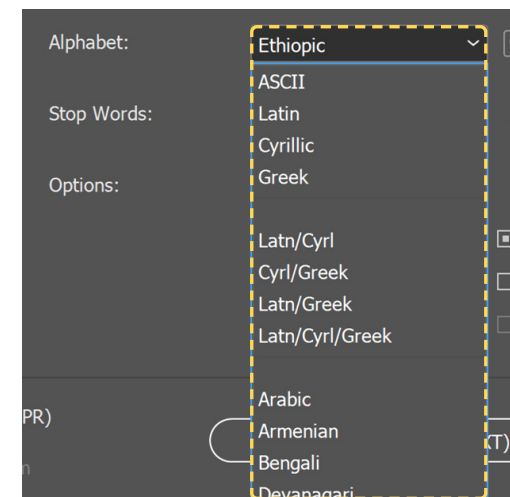 Alphabet:
Ethiopic
ASCII
Latin
Stop Words:
Cyrillic
Greek
Options:
Latn/Cyrl
Cyrl/Greek
Latn/Greek
Latn/Cyrl/Greek
Arabic
PR)
Armenian
(T)
Bengali
Devanagari